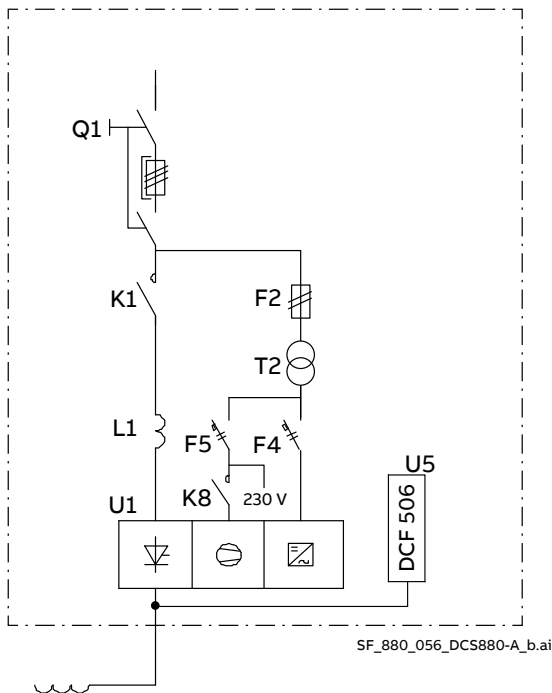 Q1
K1
F2
T2
L1
F5
F4
U5
K8
230 V
U1
DCF 506
SF_880_056_DCS880-A_b.ai